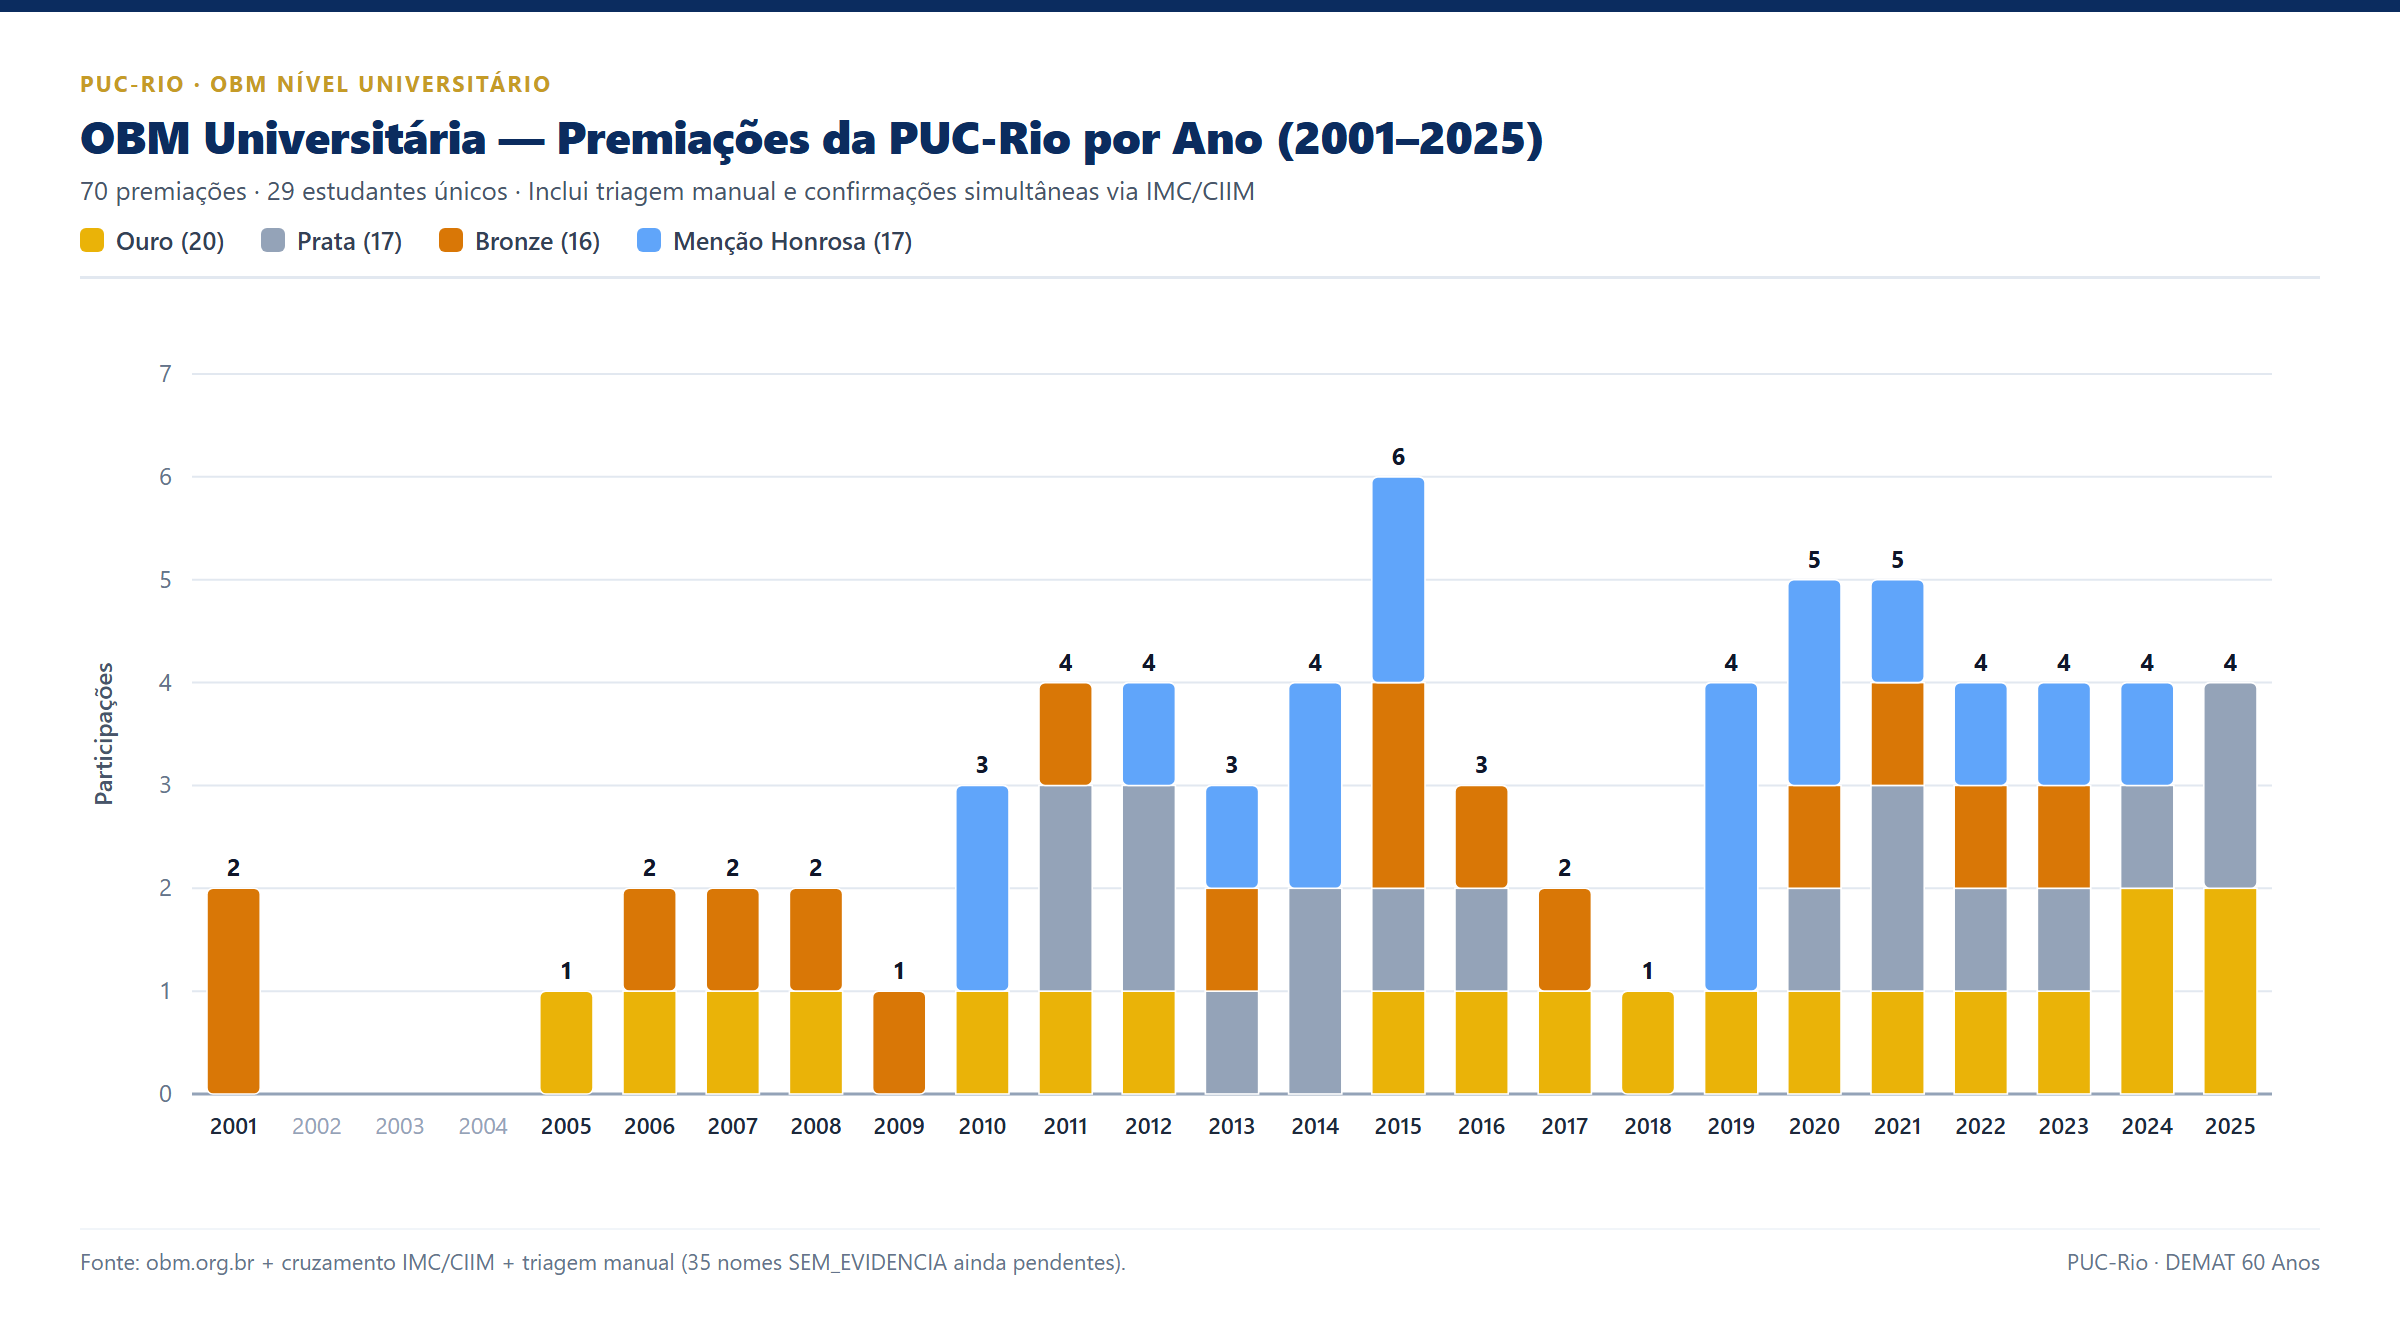 PUC-RIO · OBM NÍVEL UNIVERSITÁRIO
OBM Universitária — Premiações da PUC-Rio por Ano (2001–2025)
70 premiações · 29 estudantes únicos · Inclui triagem manual e confirmações simultâneas via IMC/CIIM
Ouro (20) Prata (17) Bronze (16) Menção Honrosa (17)
Participações
7
6
5
4
3
2
1
0
2 1 2 2 2 1 3 4 4 3 4 6 3 2 1 4 5 5 4 4 4 4
2001 2002 2003 2004 2005 2006 2007 2008 2009 2010 2011 2012 2013 2014 2015 2016 2017 2018 2019 2020 2021 2022 2023 2024 2025
Fonte: obm.org.br + cruzamento IMC/CIIM + triagem manual (35 nomes SEM_EVIDENCIA ainda pendentes).
PUC-Rio · DEMAT 60 Anos